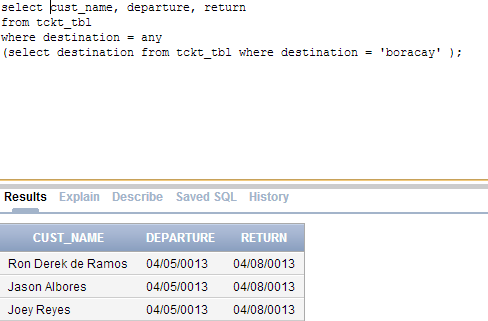 select cust_name, departure, return
from tckt_tbl
where destination = any
(select destination from tckt_tbl where destination = 'boracay' );
Results Explain Describe Saved SQL History
CUST_NAME DEPARTURE RETURN
Ron Derek de Ramos 04/05/0013 04/08/0013
Jason Albores 04/05/0013 04/08/0013
Joey Reyes 04/05/0013 04/08/0013